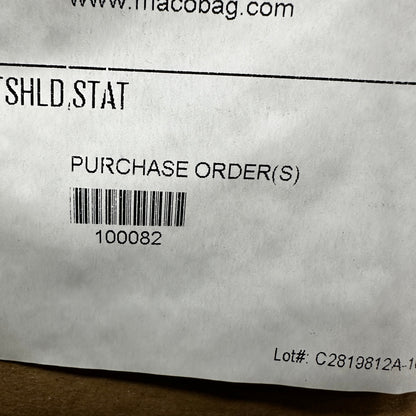 www.macobag.com
TSHLD,STAT
PURCHASE ORDER(S)
100082
Lot#: C2819812A-1